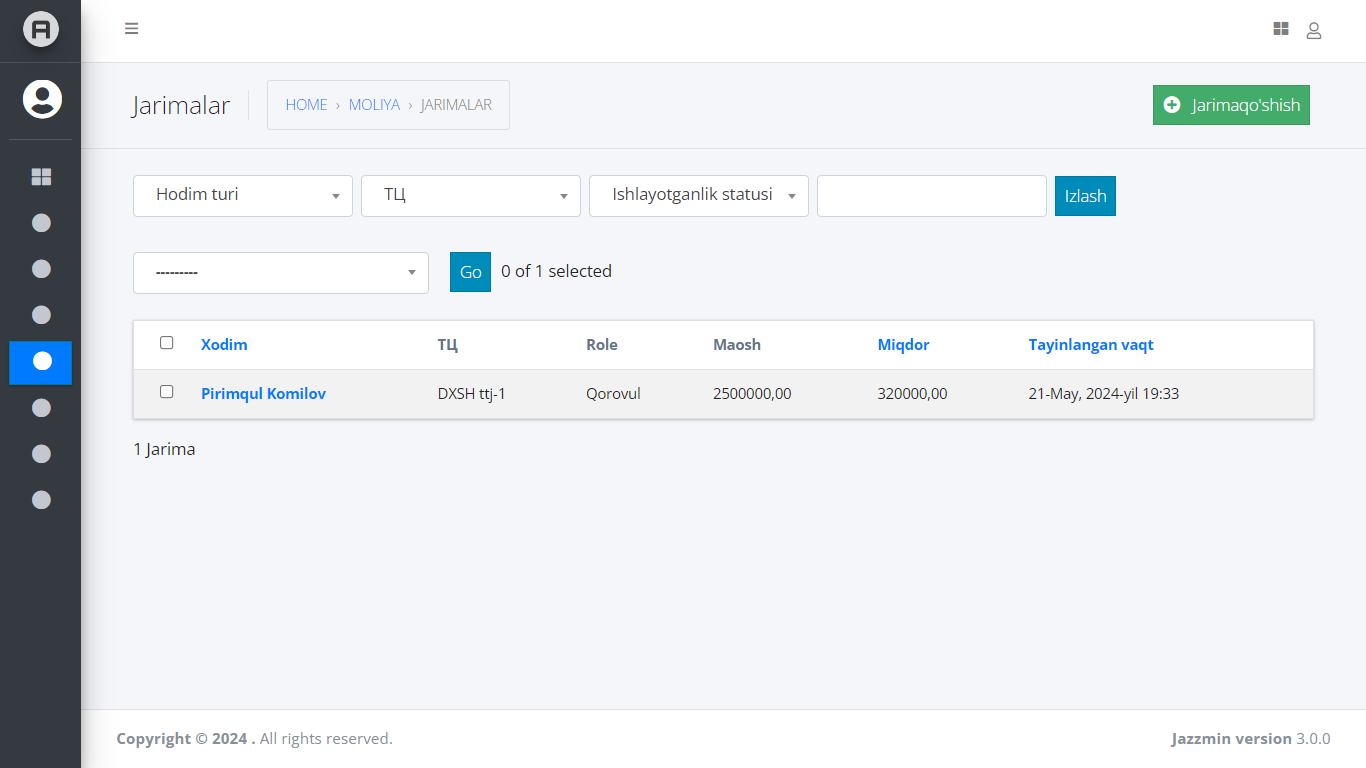 Jarimalar
HOME › MOLIYA › JARIMALAR
Jarimaqo'shish
Hodim turi
ТЦ
Ishlayotganlik statusi
Izlash
---------
Go
0 of 1 selected
Xodim ТЦ Role Maosh Miqdor Tayinlangan vaqt
Pirimqul Komilov DXSH ttj-1 Qorovul 2500000,00 320000,00 21-May, 2024-yil 19:33
1 Jarima
Copyright © 2024 . All rights reserved.
Jazzmin version 3.0.0